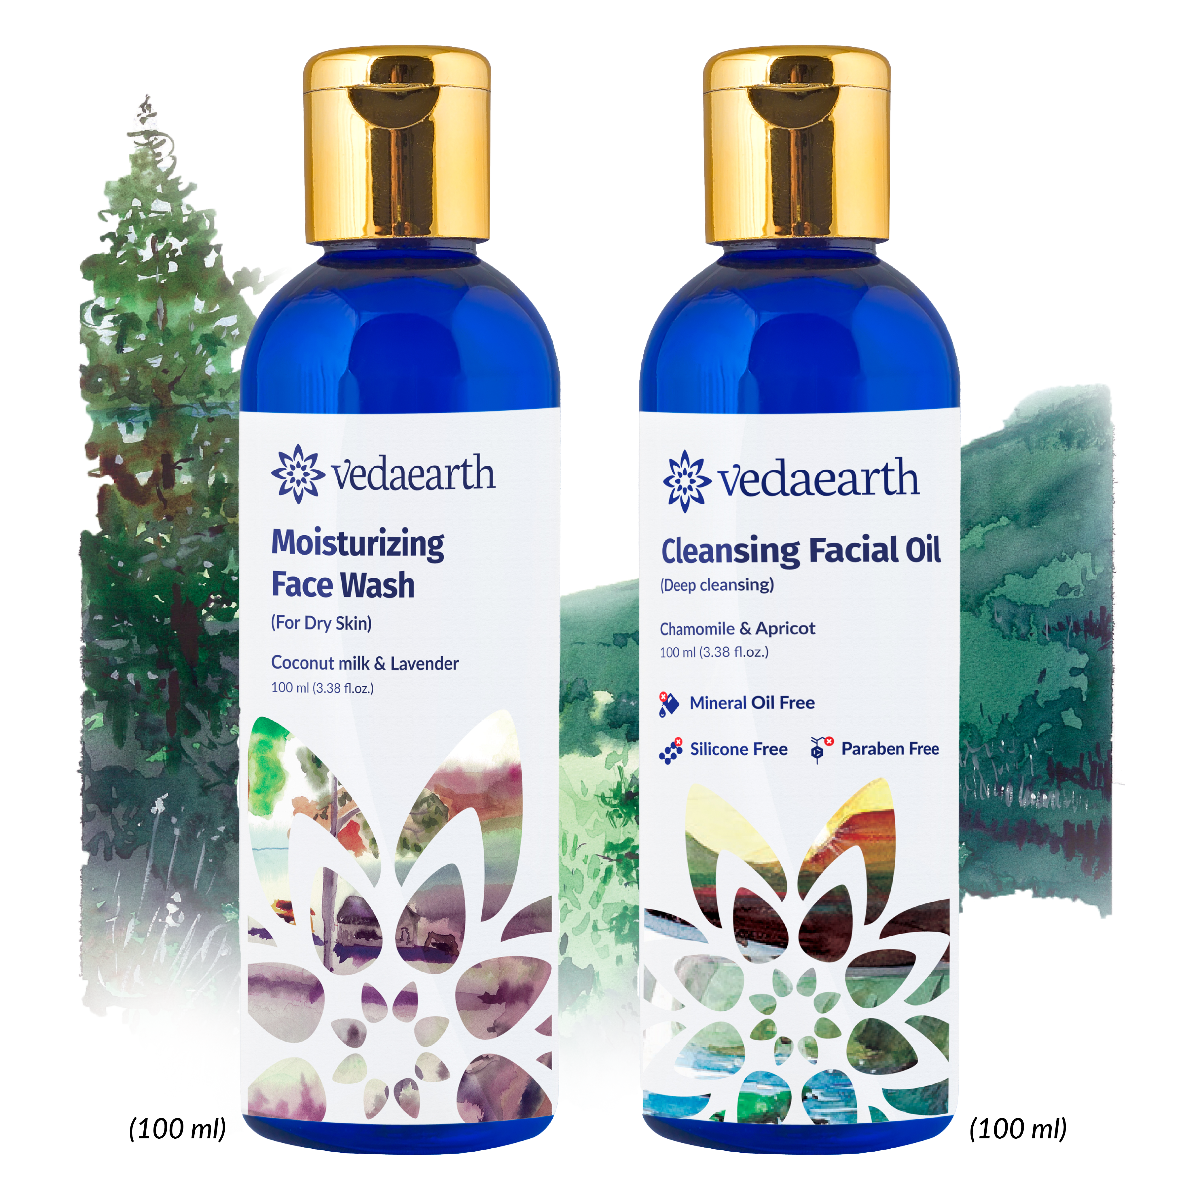 vedaearth
Moisturizing
Face Wash
(For Dry Skin)
Coconut milk & Lavender
100 ml (3.38 fl.oz.)
(100 ml)
vedaearth
Cleansing Facial Oil
(Deep cleansing)
Chamomile & Apricot
100 ml (3.38 fl.oz.)
Mineral Oil Free
Silicone Free
Paraben Free
(100 ml)